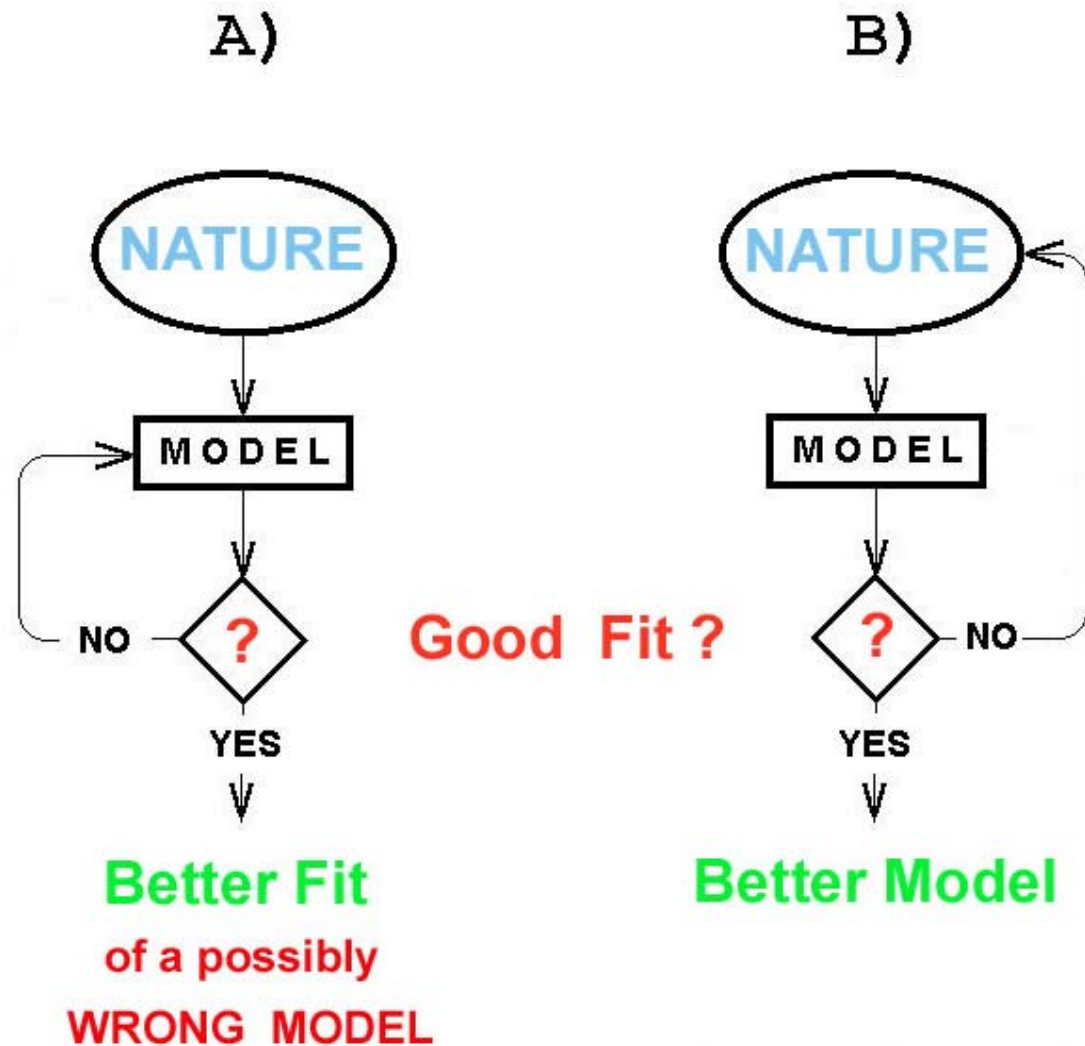 A)
B)
NATURE
NATURE
MODEL
MODEL
NO
?
Good Fit ?
?
NO
YES
YES
Better Fit
of a possibly
WRONG MODEL
Better Model